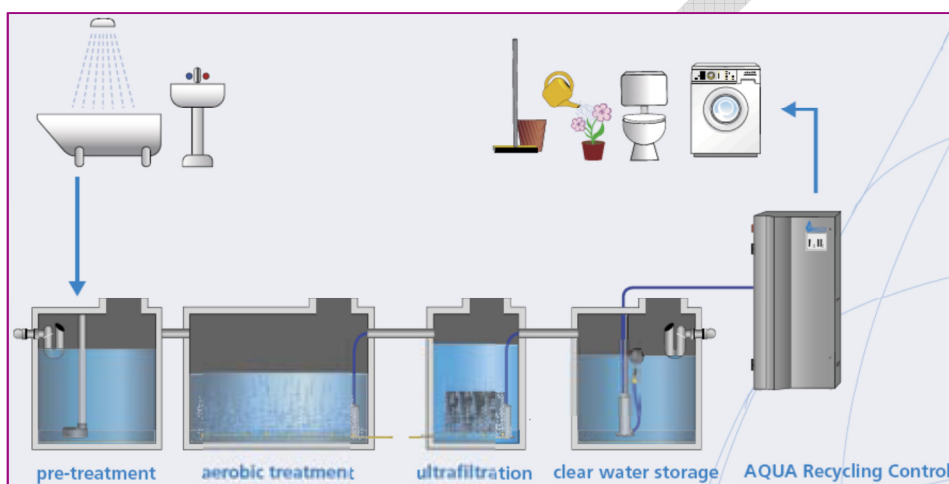 pre-treatment
aerobic treatment
ultrafiltration
clear water storage
AQUA Recycling Control